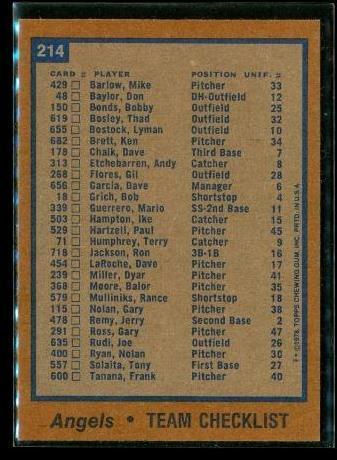 214
CARD # PLAYER POSITION UNIF. #
429 Barlow, Mike Pitcher 33
48 Baylor, Don DH-Outfield 12
150 Bonds, Bobby Outfield 25
619 Bosley, Thad Outfield 32
655 Bostock, Lyman Outfield 10
682 Brett, Ken Pitcher 34
178 Chalk, Dave Third Base 7
313 Etchebarren, Andy Catcher 8
268 Flores, Gil Outfield 28
656 Garcia, Dave Manager 6
18 Grich, Bob Shortstop 4
339 Guerrero, Mario SS-2nd Base 11
503 Hampton, Ike Catcher 15
529 Hartzell, Paul Pitcher 45
71 Humphrey, Terry Catcher 9
718 Jackson, Ron 3B-1B 16
454 LaRoche, Dave Pitcher 17
239 Miller, Dyar Pitcher 41
368 Moore, Balor Pitcher 35
579 Mulliniks, Rance Shortstop 18
115 Nolan, Gary Pitcher 38
478 Remy, Jerry Second Base 2
291 Ross, Gary Pitcher 47
635 Rudi, Joe Outfield 26
400 Ryan, Nolan Pitcher 30
557 Solaita, Tony First Base 27
600 Tanana, Frank Pitcher 40
* ©1978 TOPPS CHEWING GUM, INC. PRTD. IN U.S.A.
Angels • TEAM CHECKLIST